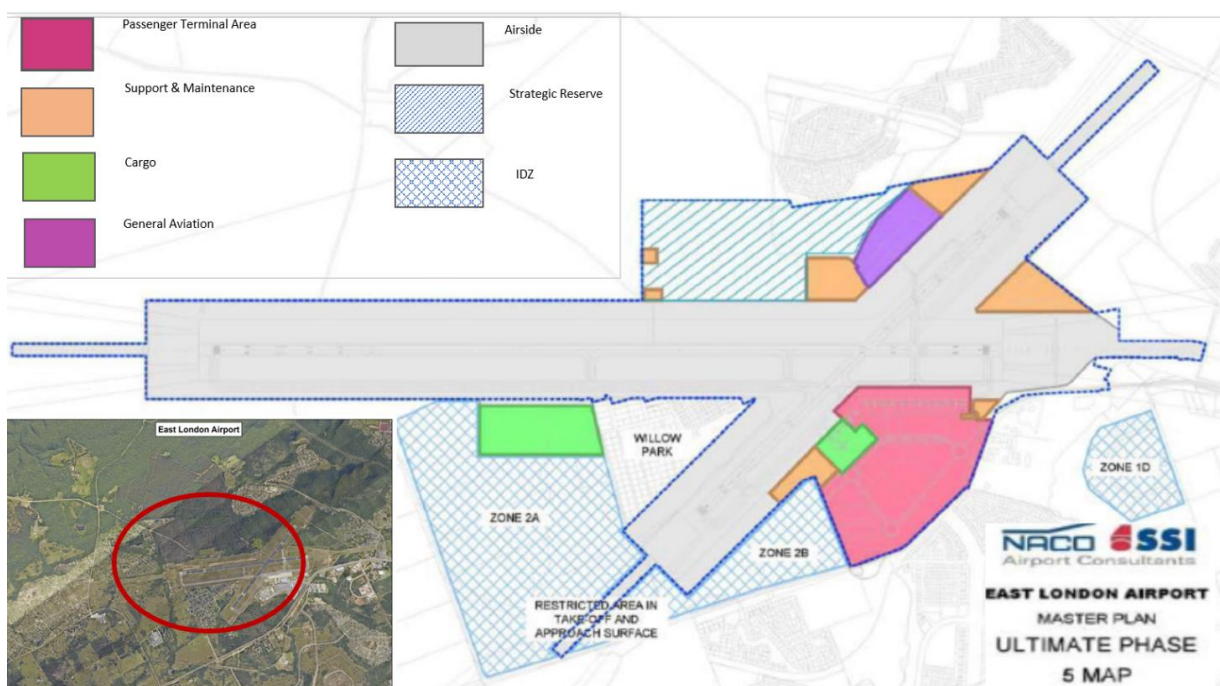 Passenger Terminal Area
Airside
Support & Maintenance
Strategic Reserve
Cargo
IDZ
General Aviation
East London Airport
WILLOW
PARK
ZONE 2A
ZONE 2B
ZONE 1D
RESTRICTED AREA IN
TAKE-OFF AND
APPROACH SURFACE
NACO SSI
Airport Consultants
EAST LONDON AIRPORT
MASTER PLAN
ULTIMATE PHASE
5 MAP